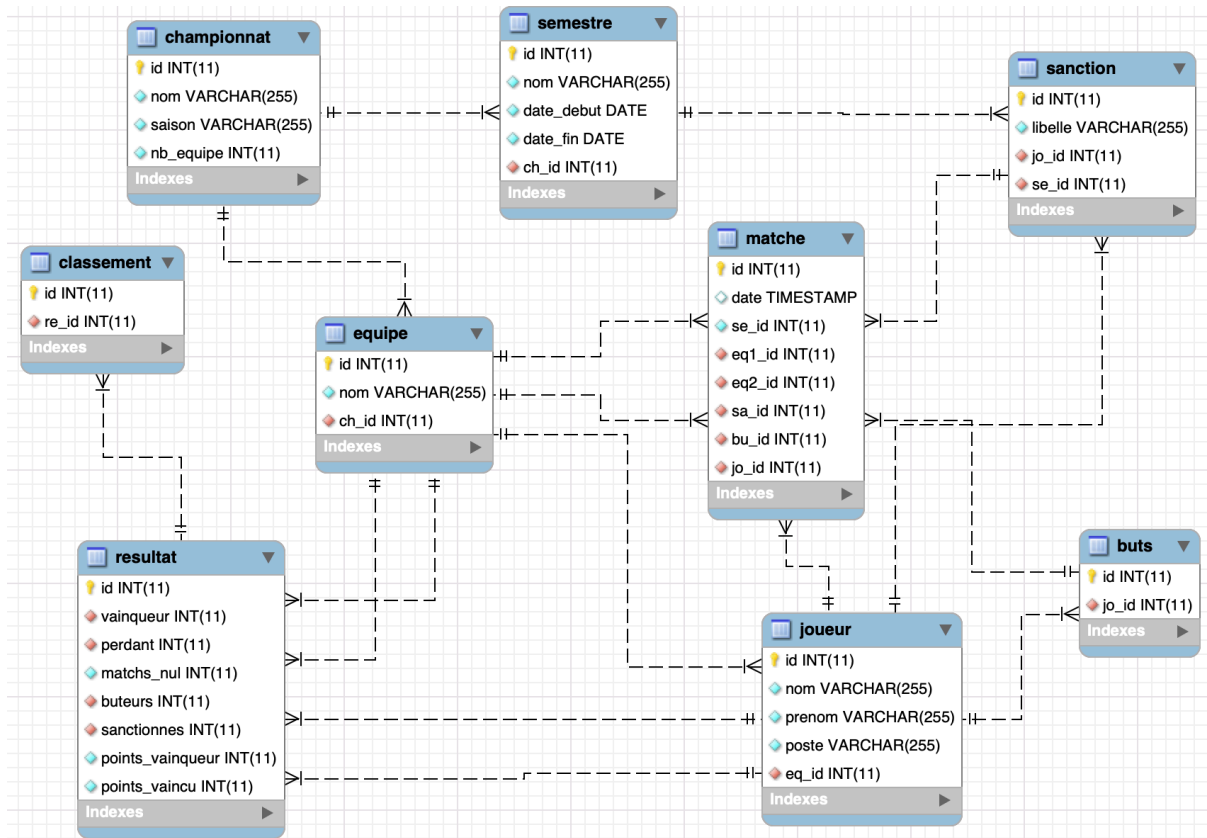 championnat
id INT(11)
nom VARCHAR(255)
saison VARCHAR(255)
nb_equipe INT(11)
Indexes
semestre
id INT(11)
nom VARCHAR(255)
date_debut DATE
date_fin DATE
ch_id INT(11)
Indexes
sanction
id INT(11)
libelle VARCHAR(255)
jo_id INT(11)
se_id INT(11)
Indexes
classement
id INT(11)
re_id INT(11)
Indexes
equipe
id INT(11)
nom VARCHAR(255)
ch_id INT(11)
Indexes
matche
id INT(11)
date TIMESTAMP
se_id INT(11)
eq1_id INT(11)
eq2_id INT(11)
sa_id INT(11)
bu_id INT(11)
jo_id INT(11)
Indexes
resultat
id INT(11)
vainqueur INT(11)
perdant INT(11)
matchs_nul INT(11)
buteurs INT(11)
sanctionnes INT(11)
points_vainqueur INT(11)
points_vaincu INT(11)
Indexes
joueur
id INT(11)
nom VARCHAR(255)
prenom VARCHAR(255)
poste VARCHAR(255)
eq_id INT(11)
Indexes
buts
id INT(11)
jo_id INT(11)
Indexes